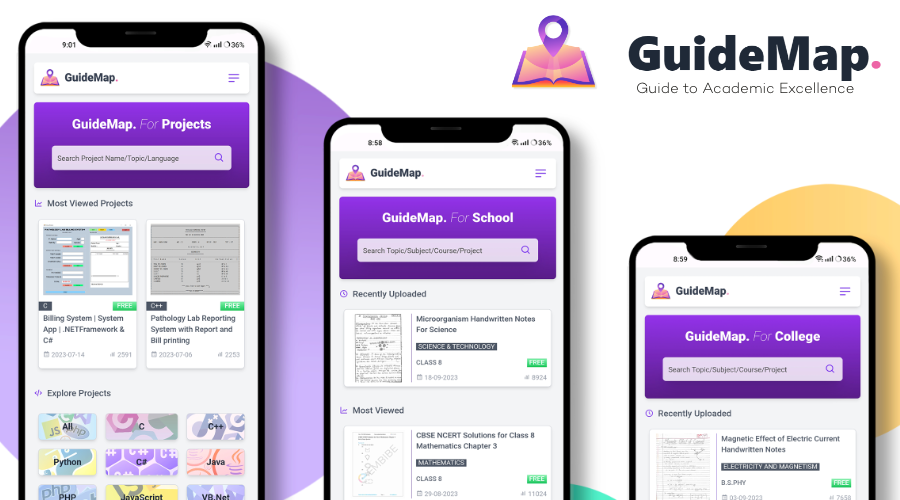 GuideMap.
Guide to Academic Excellence
9:01
36%
GuideMap.
GuideMap. For Projects
Search Project Name/Topic/Language
Most Viewed Projects
C
FREE
Billing System | System
App | .NETFramework &
C#
2023-07-14
2591
C++
FREE
Pathology Lab Reporting
System with Report and
Bill printing
2023-07-06
2253
Explore Projects
All
C
C++
Python
C#
Java
PHP
JavaScript
VB.Net
8:58
36%
GuideMap.
GuideMap. For School
Search Topic/Subject/Course/Project
Recently Uploaded
Microorganism Handwritten Notes
For Science
SCIENCE & TECHNOLOGY
CLASS 8
FREE
18-09-2023
8924
Most Viewed
CBSE NCERT Solutions for Class 8
Mathematics Chapter 3
MATHEMATICS
CLASS 8
FREE
29-08-2023
11024
8:59
36%
GuideMap.
GuideMap. For College
Search Topic/Subject/Course/Project
Recently Uploaded
Magnetic Effect of Electric Current
Handwritten Notes
ELECTRICITY AND MAGNETISM
B.S.PHY
FREE
03-09-2023
7658